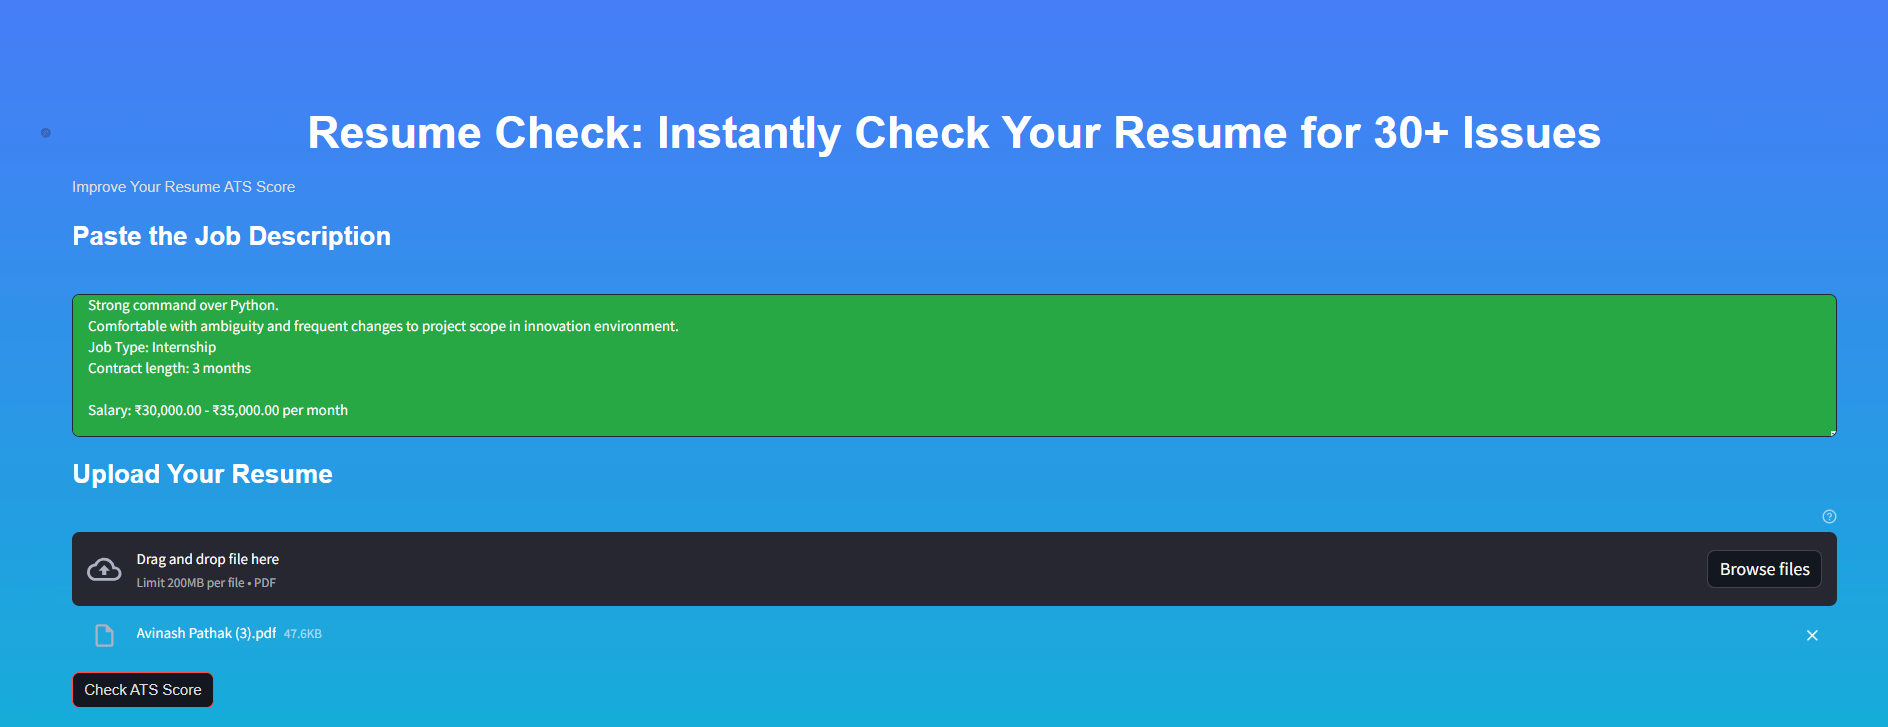 Resume Check: Instantly Check Your Resume for 30+ Issues
Improve Your Resume ATS Score
Paste the Job Description
Strong command over Python.
Comfortable with ambiguity and frequent changes to project scope in innovation environment.
Job Type: Internship
Contract length: 3 months
Salary: ₹30,000.00 - ₹35,000.00 per month
Upload Your Resume
Drag and drop file here
Limit 200MB per file • PDF
Browse files
Avinash Pathak (3).pdf 47.6KB
Check ATS Score